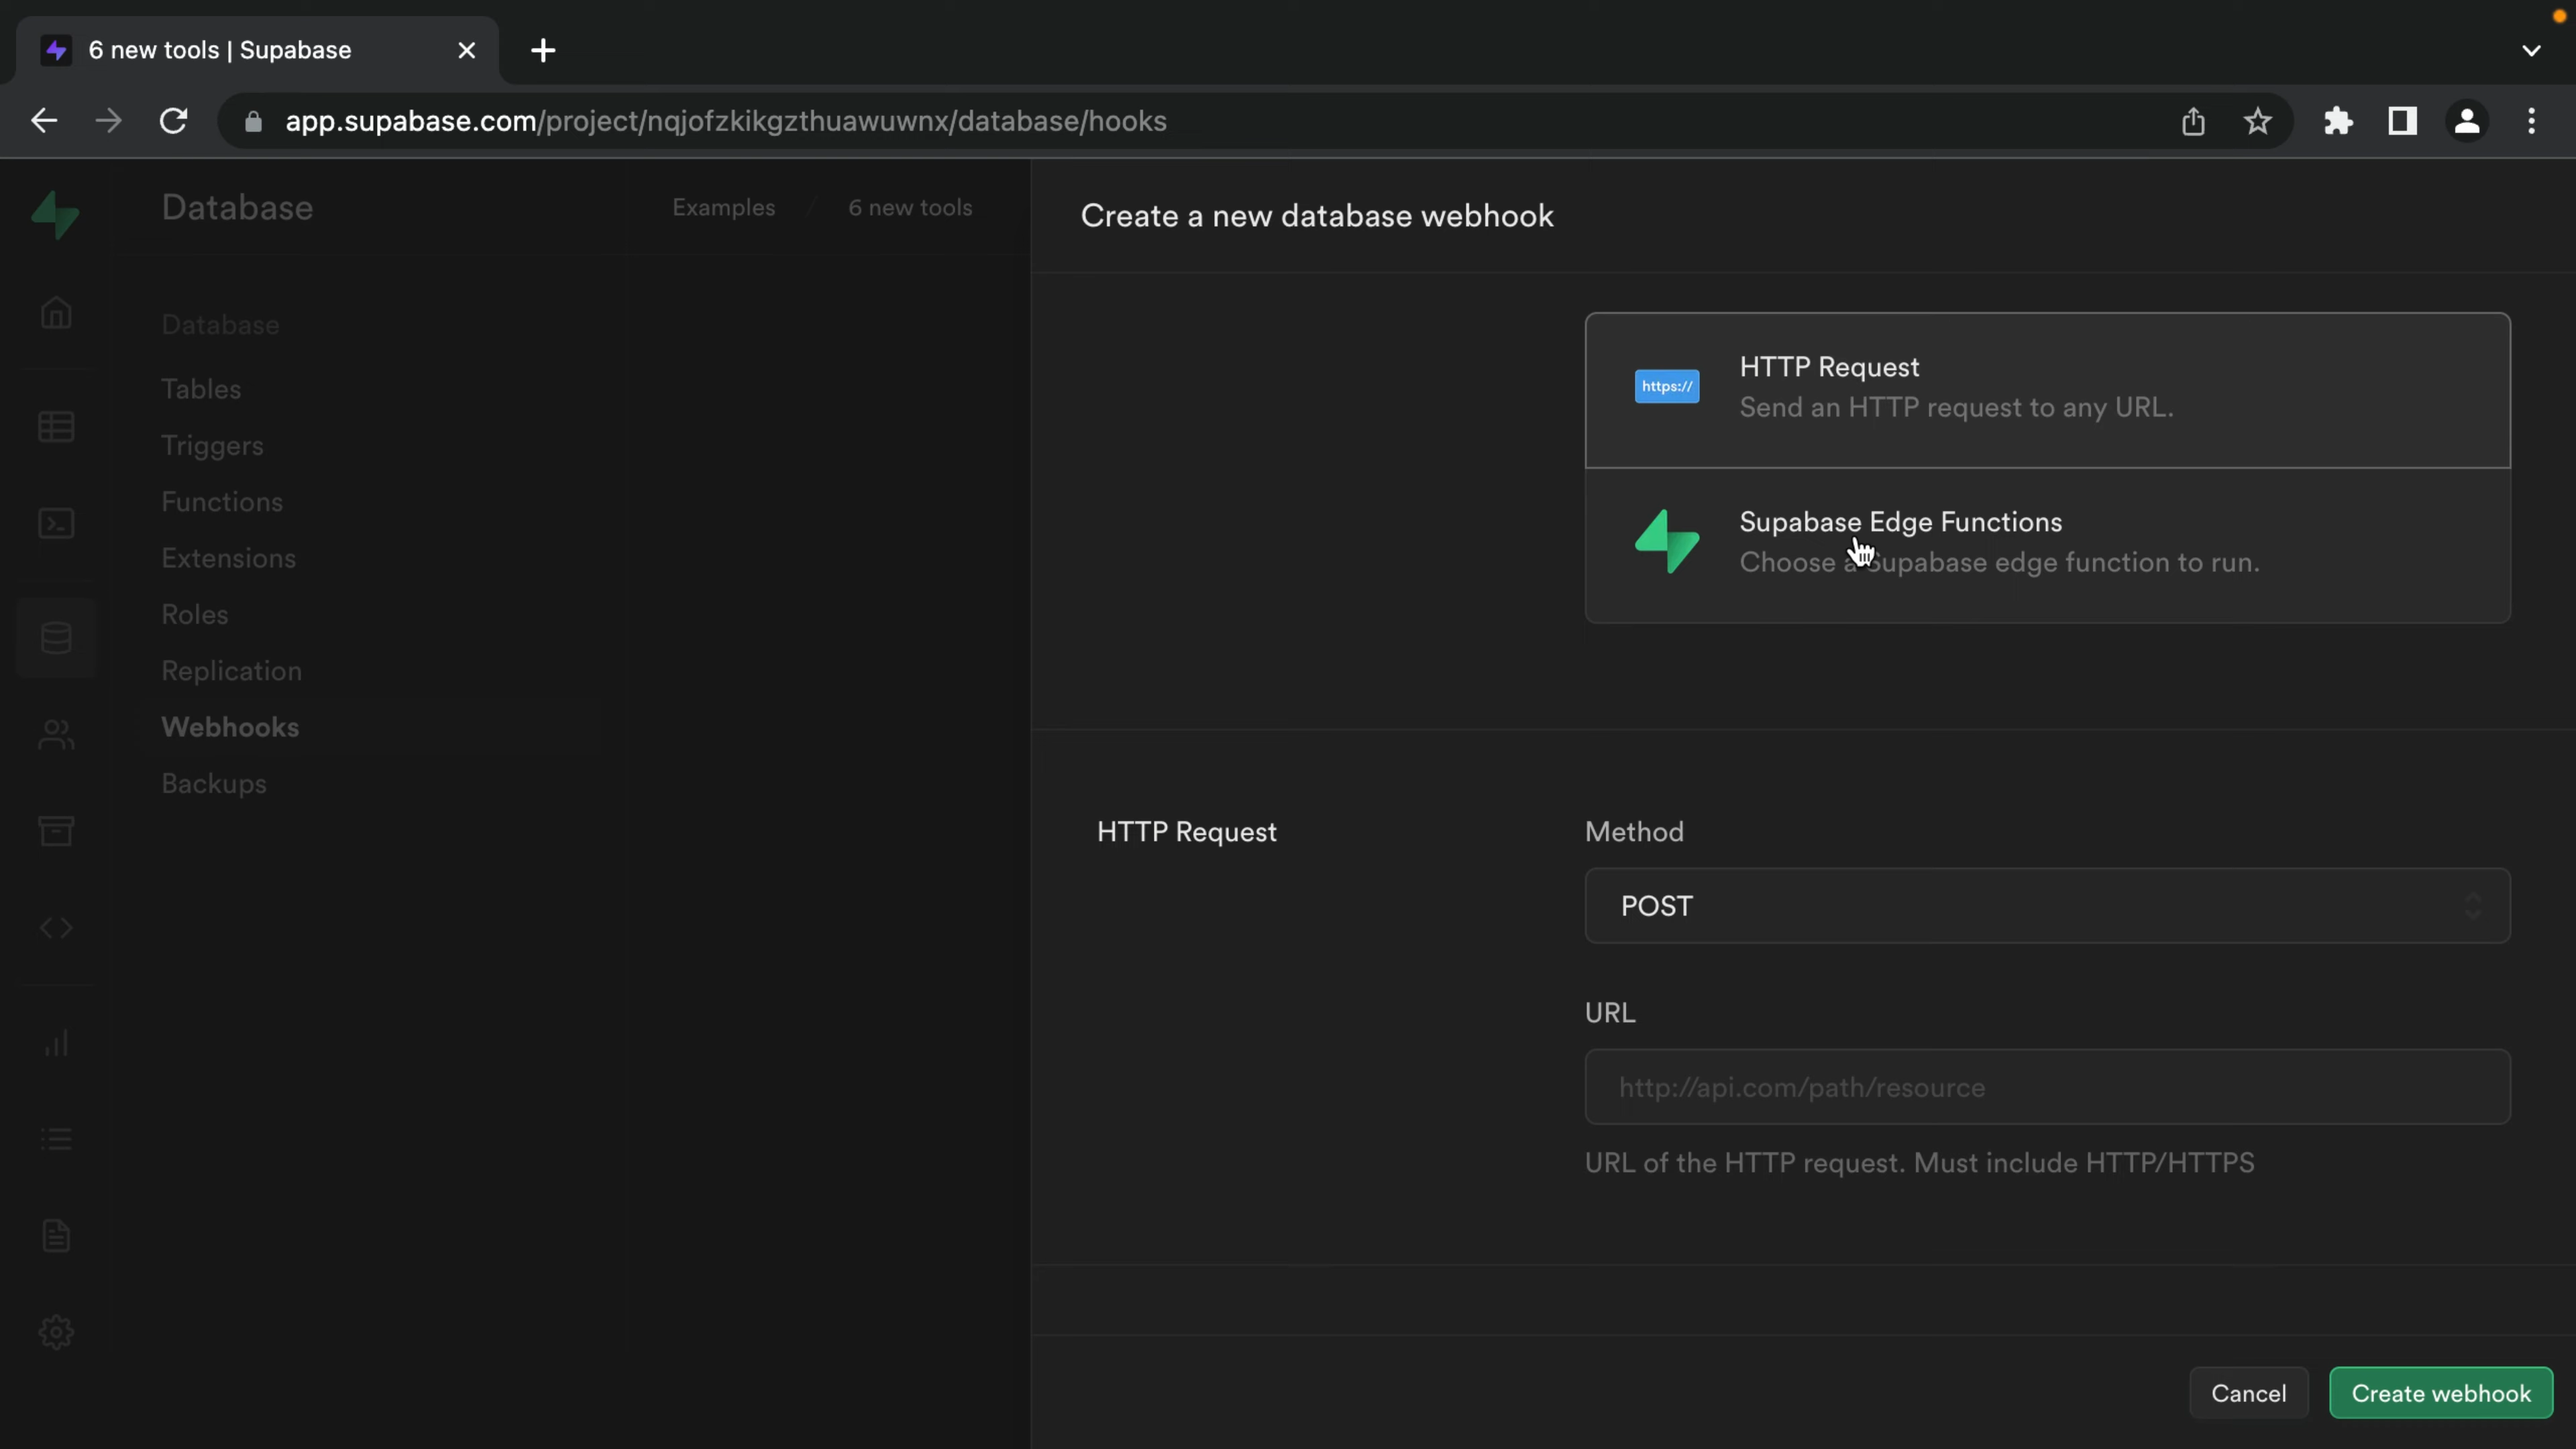 6 new tools | Supabase
app.supabase.com/project/nqjofzkikgzthuawuwnx/database/hooks
Database
Examples / 6 new tools
Database
Tables
Triggers
Functions
Extensions
Roles
Replication
Webhooks
Backups
Create a new database webhook
https://
HTTP Request
Send an HTTP request to any URL.
Supabase Edge Functions
Choose a Supabase edge function to run.
HTTP Request
Method
POST
URL
http://api.com/path/resource
URL of the HTTP request. Must include HTTP/HTTPS
Cancel
Create webhook